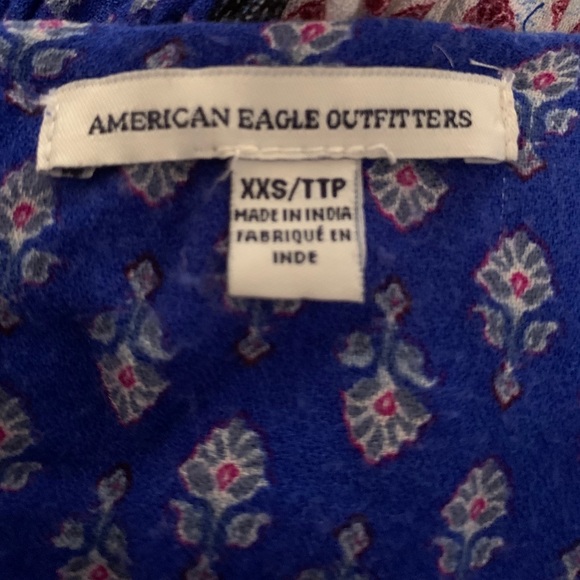 AMERICAN EAGLE OUTFITTERS
XXS/TTP
MADE IN INDIA
FABRIQUÉ EN
INDE